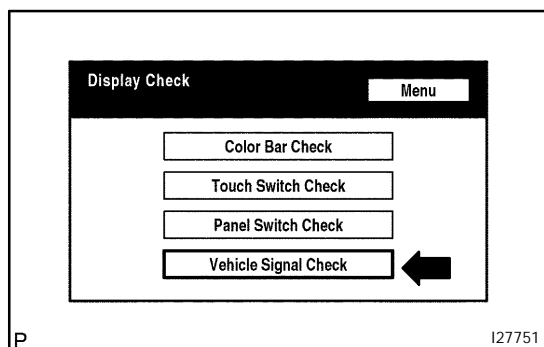 Display Check
Menu
Color Bar Check
Touch Switch Check
Panel Switch Check
Vehicle Signal Check
P
I27751